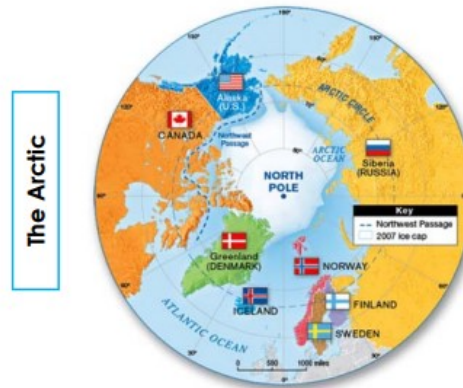 The Arctic
Alaska
(U.S.)
CANADA
Northwest
Passage
ARCTIC CIRCLE
ARCTIC
OCEAN
Siberia
(RUSSIA)
NORTH
POLE
Key
Northwest Passage
2007 ice cap
Greenland
(DENMARK)
NORWAY
ICELAND
FINLAND
SWEDEN
ATLANTIC OCEAN
0 500 1000 miles